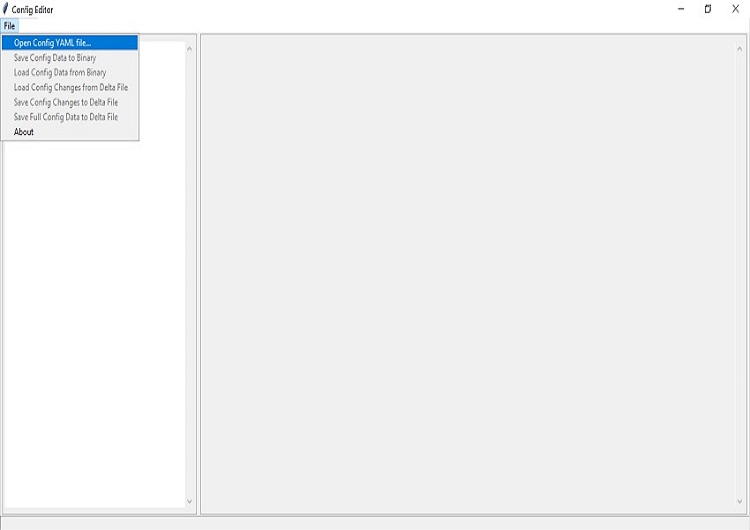 Config Editor
File
Open Config YAML file...
Save Config Data to Binary
Load Config Data from Binary
Load Config Changes from Delta File
Save Config Changes to Delta File
Save Full Config Data to Delta File
About